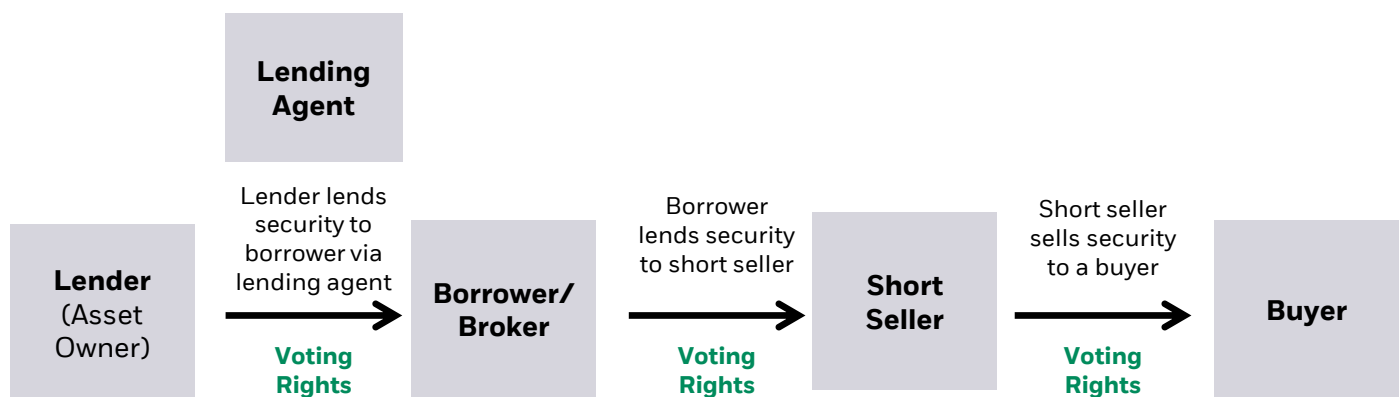 Lending
Agent
Lender
(Asset
Owner)
Lender lends
security to
borrower via
lending agent
Voting
Rights
Borrower/
Broker
Borrower
lends security
to short seller
Voting
Rights
Short
Seller
Short seller
sells security
to a buyer
Voting
Rights
Buyer